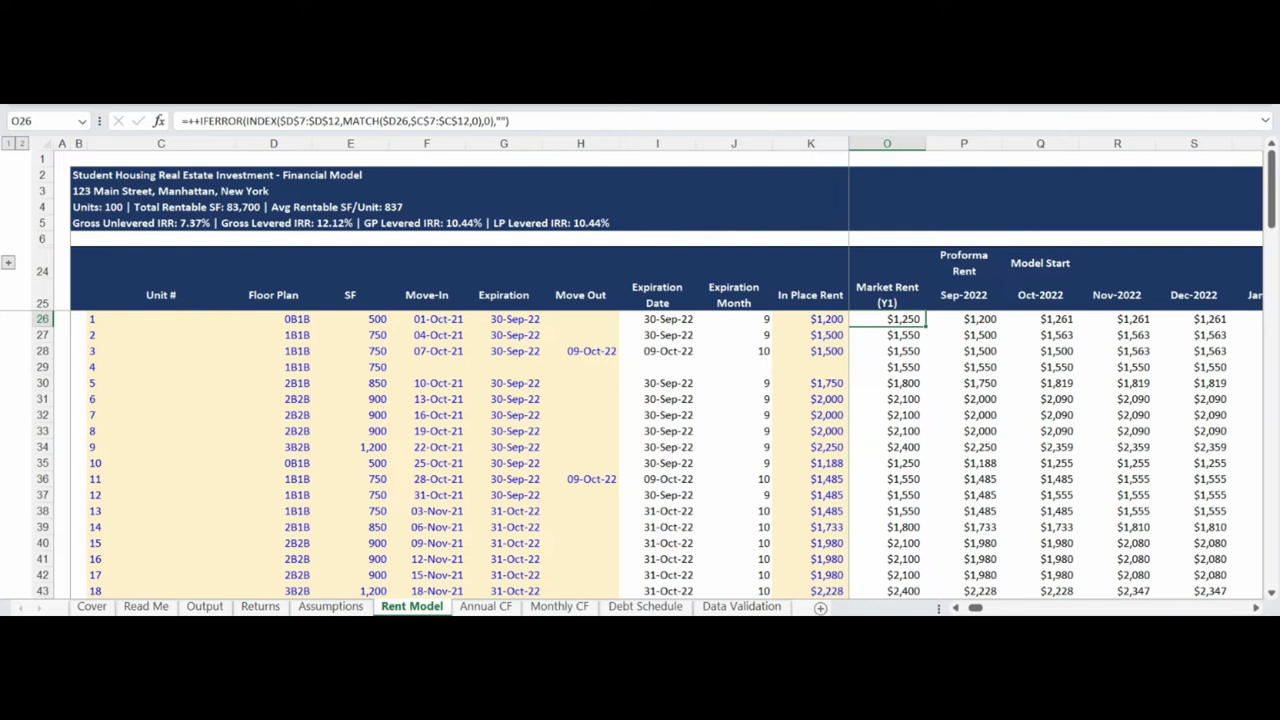 O26 fx =++IFERROR(INDEX($D$7:$D$12,MATCH($D26,$C$7:$C$12,0),0),"")
1 2 A B C D E F G H I J K O P Q R S
1
2 Student Housing Real Estate Investment - Financial Model
3 123 Main Street, Manhattan, New York
4 Units: 100 | Total Rentable SF: 83,700 | Avg Rentable SF/Unit: 837
5 Gross Unlevered IRR: 7.37% | Gross Levered IRR: 12.12% | GP Levered IRR: 10.44% | LP Levered IRR: 10.44%
6
Proforma
24 Rent Model Start
Expiration Expiration Market Rent
25 Unit # Floor Plan SF Move-In Expiration Move Out Date Month In Place Rent (Y1) Sep-2022 Oct-2022 Nov-2022 Dec-2022 Jan
26 1 0B1B 500 01-Oct-21 30-Sep-22 30-Sep-22 9 $1,200 $1,250 $1,200 $1,261 $1,261 $1,261
27 2 1B1B 750 04-Oct-21 30-Sep-22 30-Sep-22 9 $1,500 $1,550 $1,500 $1,563 $1,563 $1,563
28 3 1B1B 750 07-Oct-21 30-Sep-22 09-Oct-22 09-Oct-22 10 $1,500 $1,550 $1,500 $1,500 $1,563 $1,563
29 4 1B1B 750 $1,550 $1,550 $1,550 $1,550
30 5 2B1B 850 10-Oct-21 30-Sep-22 30-Sep-22 9 $1,750 $1,800 $1,750 $1,819 $1,819 $1,819
31 6 2B2B 900 13-Oct-21 30-Sep-22 30-Sep-22 9 $2,000 $2,100 $2,000 $2,090 $2,090 $2,090
32 7 2B2B 900 16-Oct-21 30-Sep-22 30-Sep-22 9 $2,000 $2,100 $2,000 $2,090 $2,090 $2,090
33 8 2B2B 900 19-Oct-21 30-Sep-22 30-Sep-22 9 $2,000 $2,100 $2,000 $2,090 $2,090 $2,090
34 9 3B2B 1,200 22-Oct-21 30-Sep-22 30-Sep-22 9 $2,250 $2,400 $2,250 $2,359 $2,359 $2,359
35 10 0B1B 500 25-Oct-21 30-Sep-22 30-Sep-22 9 $1,188 $1,250 $1,188 $1,255 $1,255 $1,255
36 11 1B1B 750 28-Oct-21 30-Sep-22 09-Oct-22 09-Oct-22 10 $1,485 $1,550 $1,485 $1,485 $1,555 $1,555
37 12 1B1B 750 31-Oct-21 30-Sep-22 30-Sep-22 9 $1,485 $1,550 $1,485 $1,555 $1,555 $1,555
38 13 1B1B 750 03-Nov-21 31-Oct-22 31-Oct-22 10 $1,485 $1,550 $1,485 $1,485 $1,555 $1,555
39 14 2B1B 850 06-Nov-21 31-Oct-22 31-Oct-22 10 $1,733 $1,800 $1,733 $1,733 $1,810 $1,810
40 15 2B2B 900 09-Nov-21 31-Oct-22 31-Oct-22 10 $1,980 $2,100 $1,980 $1,980 $2,080 $2,080
41 16 2B2B 900 12-Nov-21 31-Oct-22 31-Oct-22 10 $1,980 $2,100 $1,980 $1,980 $2,080 $2,080
42 17 2B2B 900 15-Nov-21 31-Oct-22 31-Oct-22 10 $1,980 $2,100 $1,980 $1,980 $2,080 $2,080
43 18 3B2B 1,200 18-Nov-21 31-Oct-22 31-Oct-22 10 $2,228 $2,400 $2,228 $2,228 $2,347 $2,347
Cover Read Me Output Returns Assumptions Rent Model Annual CF Monthly CF Debt Schedule Data Validation